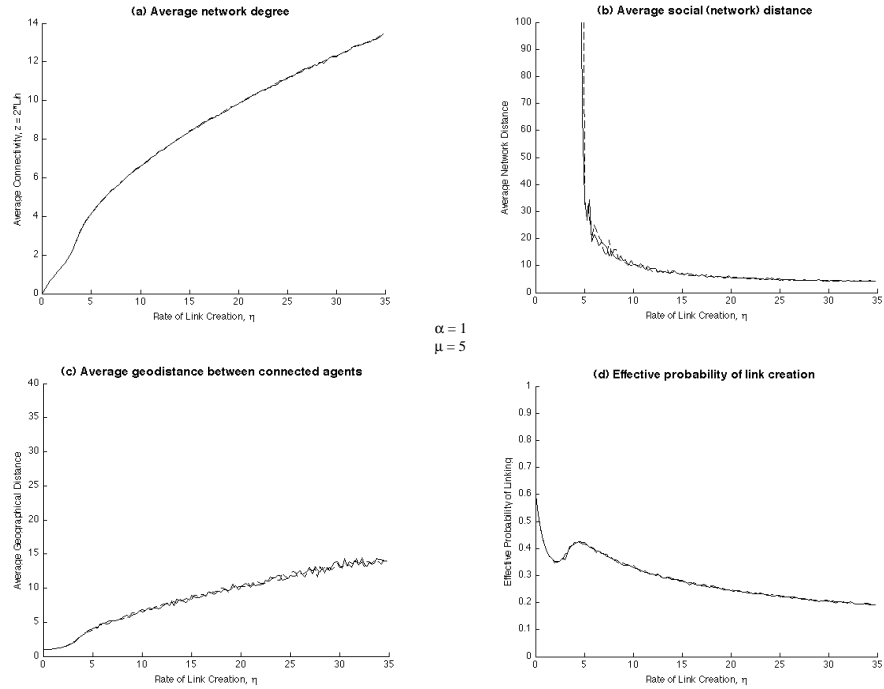 (a) Average network degree
14
12
10
8
6
4
2
0
Average Connectivity, z = 2*L/n
0 5 10 15 20 25 30 35
Rate of Link Creation, η
(b) Average social (network) distance
100
90
80
70
60
50
40
30
20
10
0
Average Network Distance
0 5 10 15 20 25 30 35
Rate of Link Creation, η
α = 1
μ = 5
(c) Average geodistance between connected agents
40
35
30
25
20
15
10
5
0
Average Geographical Distance
0 5 10 15 20 25 30 35
Rate of Link Creation, η
(d) Effective probability of link creation
1
0.9
0.8
0.7
0.6
0.5
0.4
0.3
0.2
0.1
0
Effective Probability of Linking
0 5 10 15 20 25 30 35
Rate of Link Creation, η